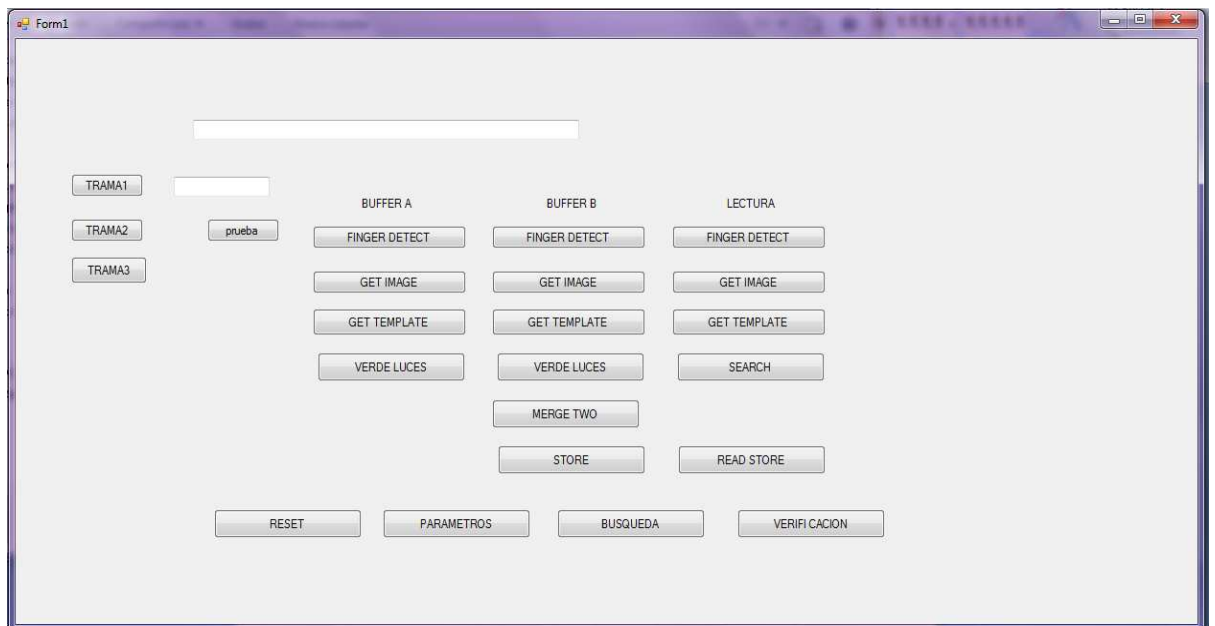 Form1
TRAMA1
BUFFER A BUFFER B LECTURA
TRAMA2 prueba FINGER DETECT FINGER DETECT FINGER DETECT
TRAMA3
GET IMAGE GET IMAGE GET IMAGE
GET TEMPLATE GET TEMPLATE GET TEMPLATE
VERDE LUCES VERDE LUCES SEARCH
MERGE TWO
STORE READ STORE
RESET PARAMETROS BUSQUEDA VERIFI CACION